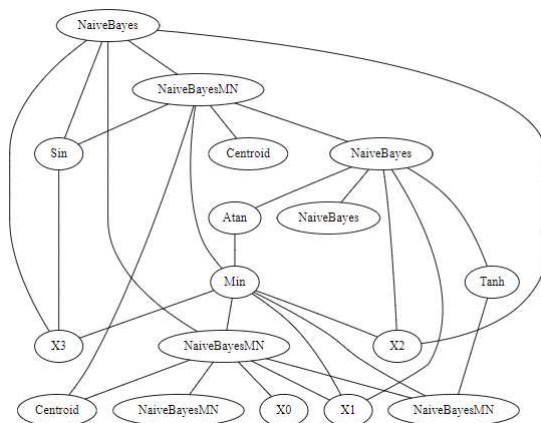 NaiveBayes
NaiveBayesMN
Sin
Centroid
NaiveBayes
Atan
NaiveBayes
Min
Tanh
X3
NaiveBayesMN
X2
Centroid
NaiveBayesMN
X0
X1
NaiveBayesMN